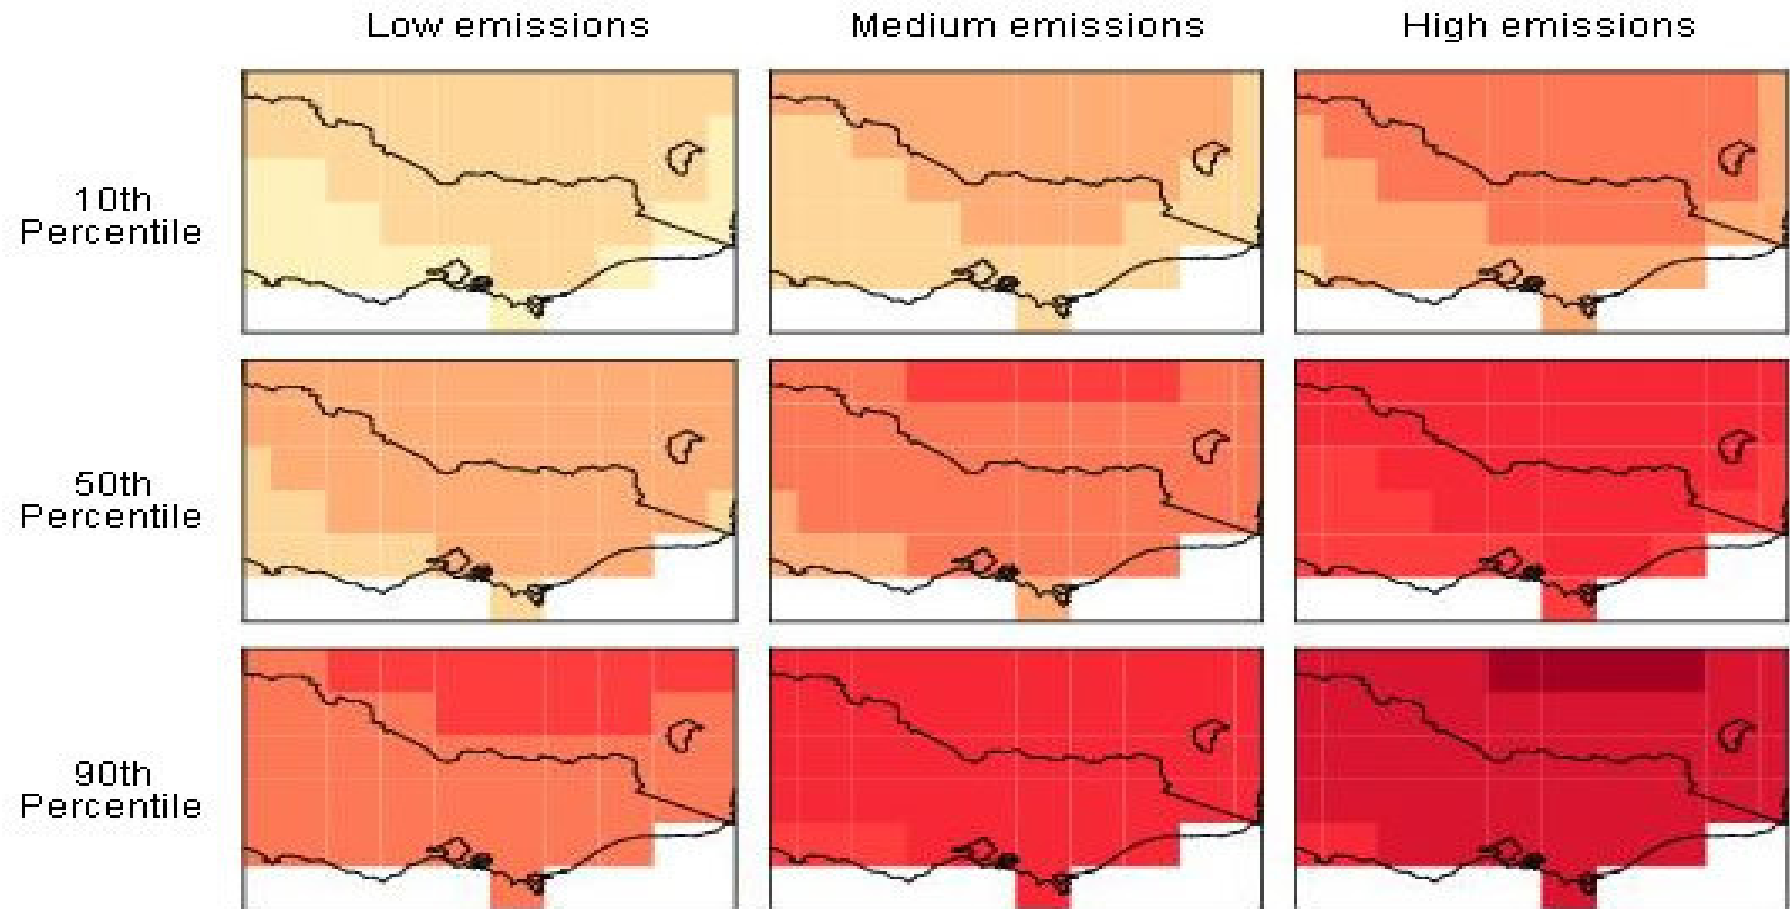 Low emissions
Medium emissions
High emissions
10th
Percentile
50th
Percentile
90th
Percentile